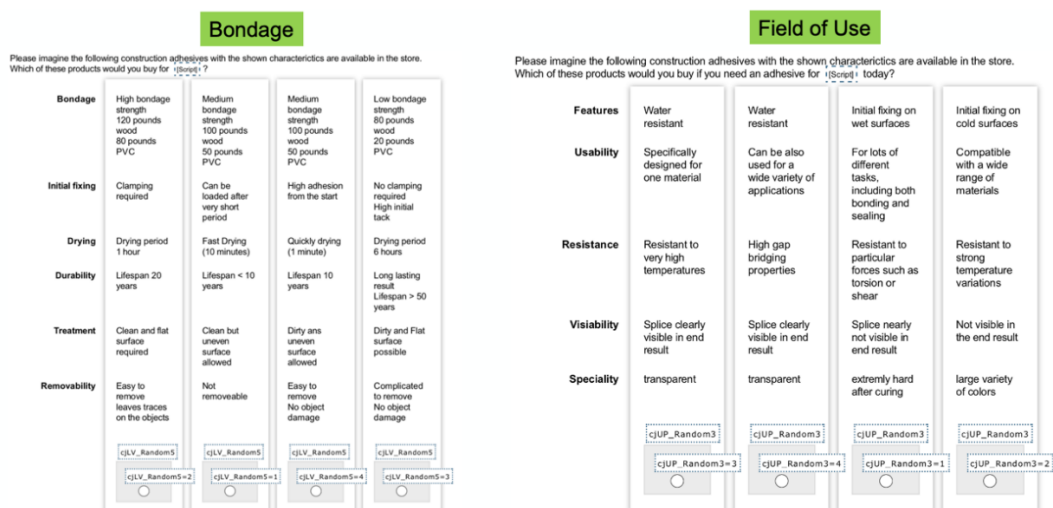 Bondage
Please imagine the following construction adhesives with the shown charaterictics are available in the store.
Which of these products would you buy for [Script] ?
Bondage
High bondage
strength
120 pounds
wood
80 pounds
PVC
Medium
bondage
strength
100 pounds
wood
50 pounds
PVC
Medium
bondage
strength
100 pounds
wood
50 pounds
PVC
Low bondage
strength
80 pounds
wood
20 pounds
PVC
Initial fixing
Clamping
required
Can be
loaded after
very short
period
High adhesion
from the start
No clamping
required
High initial
tack
Drying
Drying period
1 hour
Fast Drying
(10 minutes)
Quickly drying
(1 minute)
Drying period
6 hours
Durability
Lifespan 20
years
Lifespan < 10
years
Lifespan 10
years
Long lasting
result
Lifespan > 50
years
Treatment
Clean and flat
surface
required
Clean but
uneven
surface
allowed
Dirty ans
uneven
surface
allowed
Dirty and Flat
surface
possible
Removability
Easy to
remove
leaves traces
on the objects
Not
removeable
Easy to
remove
No object
damage
Complicated
to remove
No object
damage
cjLV_Random5
cjLV_Random5
cjLV_Random5
cjLV_Random5
cjLV_Random5=2
cjLV_Random5=1
cjLV_Random5=4
cjLV_Random5=3
Field of Use
Please imagine the following construction adhesives with the shown charaterictics are available in the store.
Which of these products would you buy if you need an adhesive for [Script] today?
Features
Water
resistant
Water
resistant
Initial fixing on
wet surfaces
Initial fixing on
cold surfaces
Usability
Specifically
designed for
one material
Can be also
used for a
wide variety of
applications
For lots of
different
tasks,
including both
bonding and
sealing
Compatible
with a wide
range of
materials
Resistance
Resistant to
very high
temperatures
High gap
bridging
properties
Resistant to
particular
forces such as
torsion or
shear
Resistant to
strong
temperature
variations
Visiability
Splice clearly
visible in end
result
Splice clearly
visible in end
result
Splice nearly
not visible in
end result
Not visible in
the end result
Speciality
transparent
transparent
extremly hard
after curing
large variety
of colors
cjUP_Random3
cjUP_Random3
cjUP_Random3
cjUP_Random3
cjUP_Random3=3
cjUP_Random3=4
cjUP_Random3=1
cjUP_Random3=2